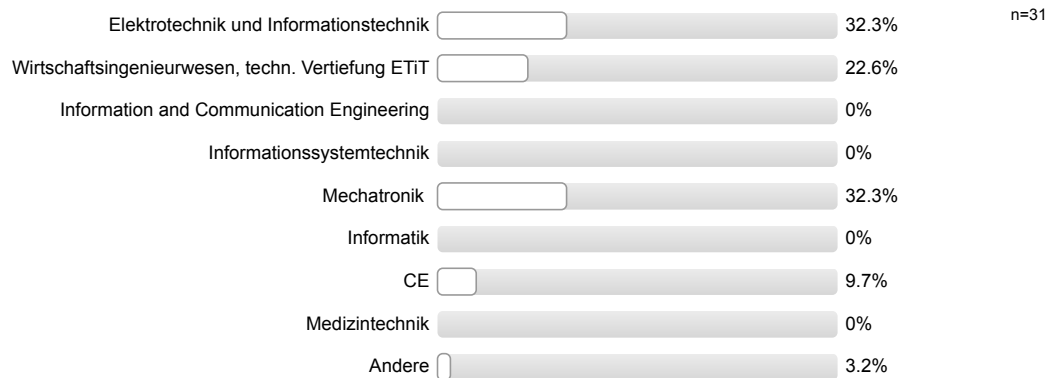 Elektrotechnik und Informationstechnik 32.3% n=31
Wirtschaftsingenieurwesen, techn. Vertiefung ETiT 22.6%
Information and Communication Engineering 0%
Informationssystemtechnik 0%
Mechatronik 32.3%
Informatik 0%
CE 9.7%
Medizintechnik 0%
Andere 3.2%